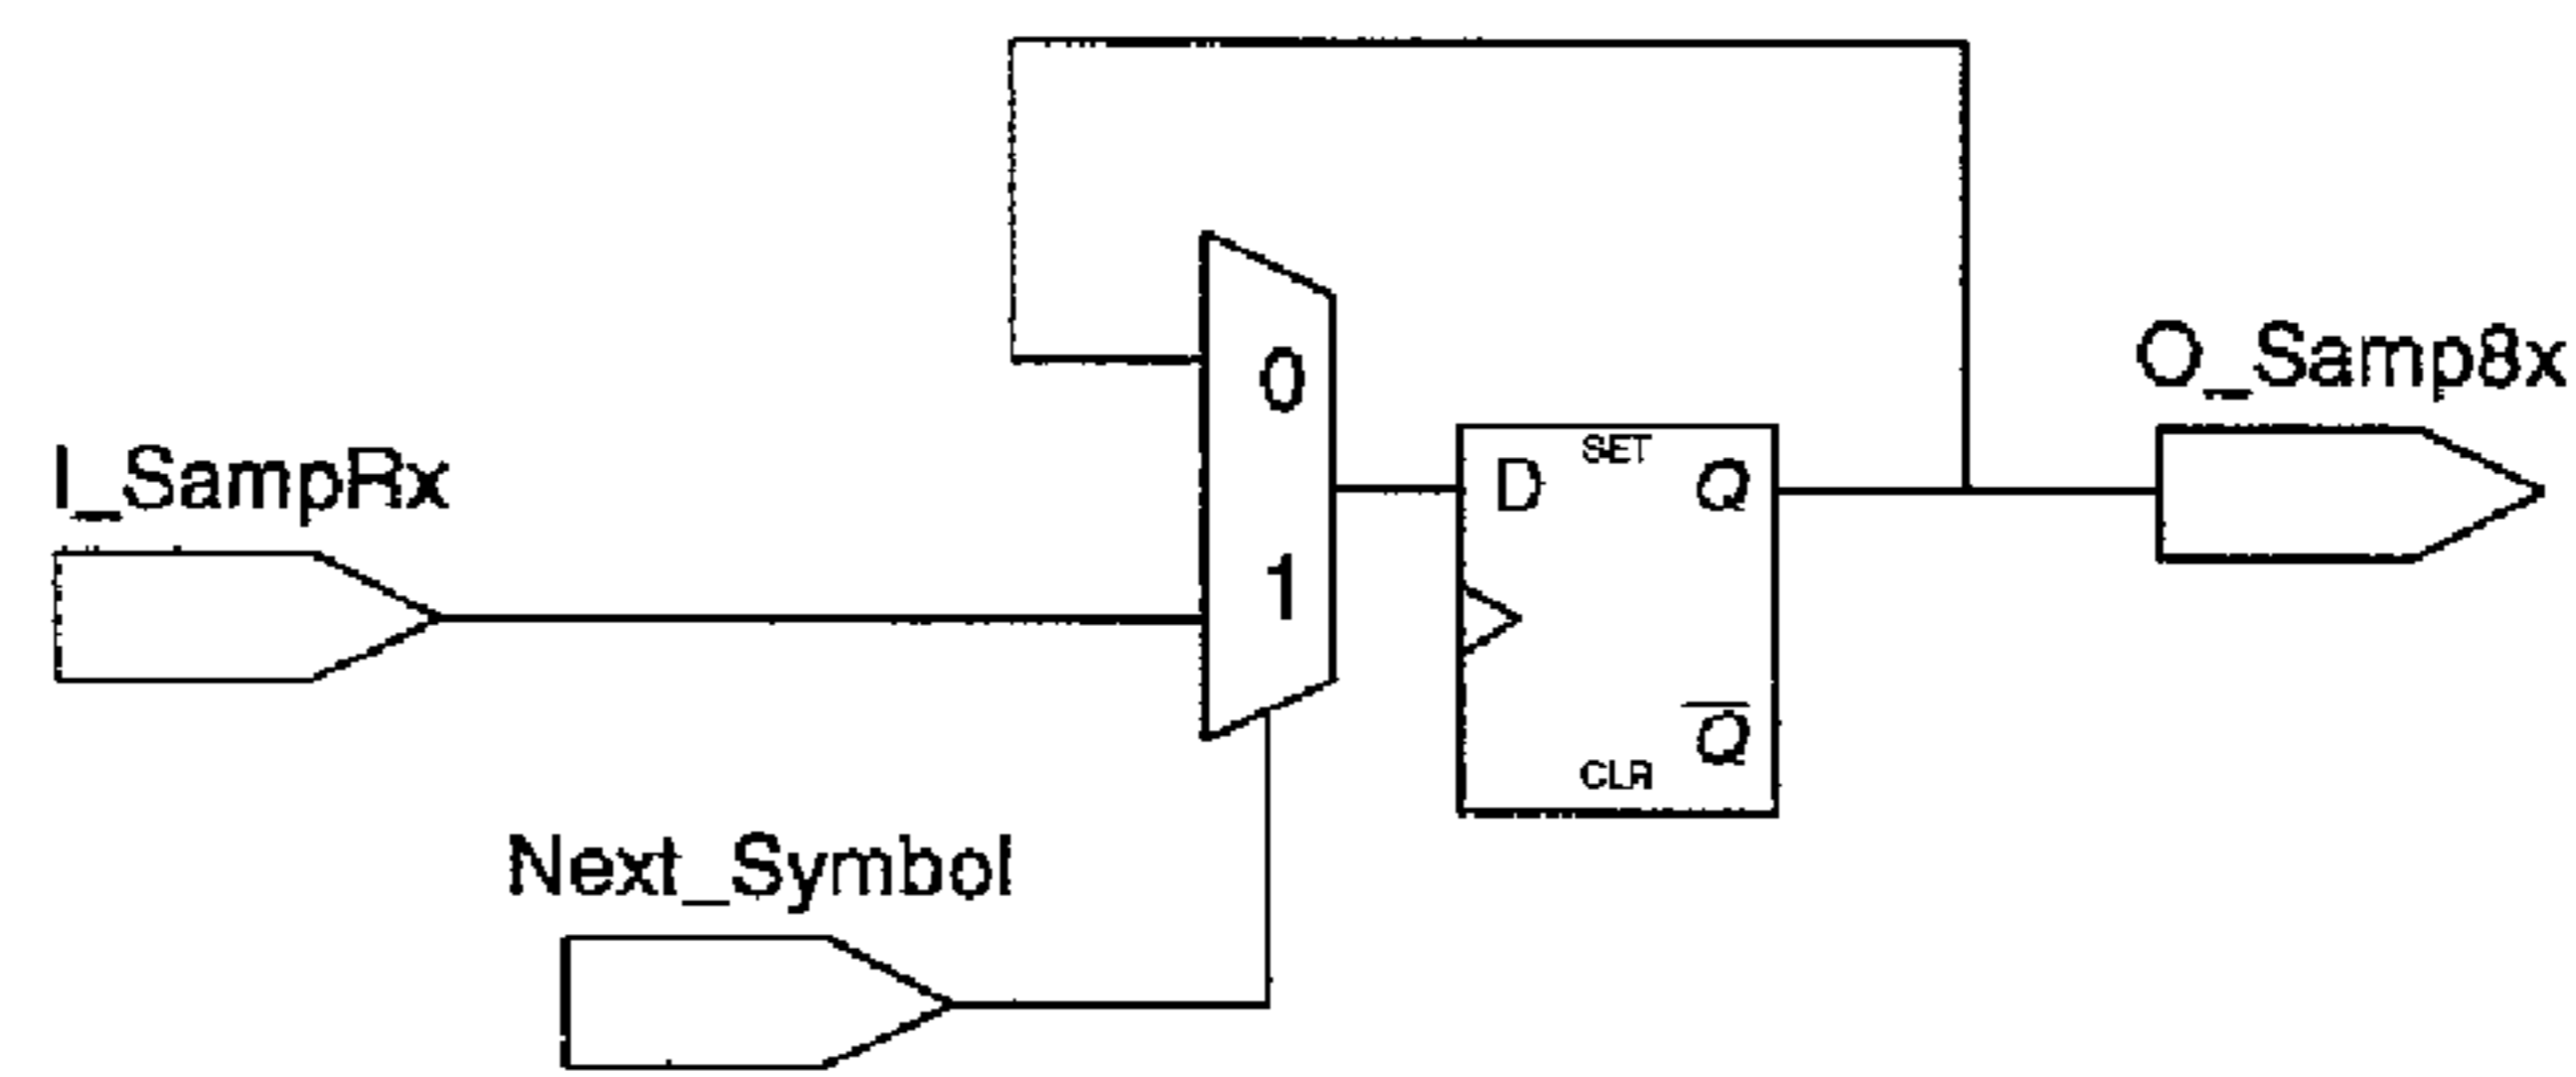 O_Samp8x
0
I_SampRx
D
SET
Q
1
Q̅
CLR
Next_Symbol